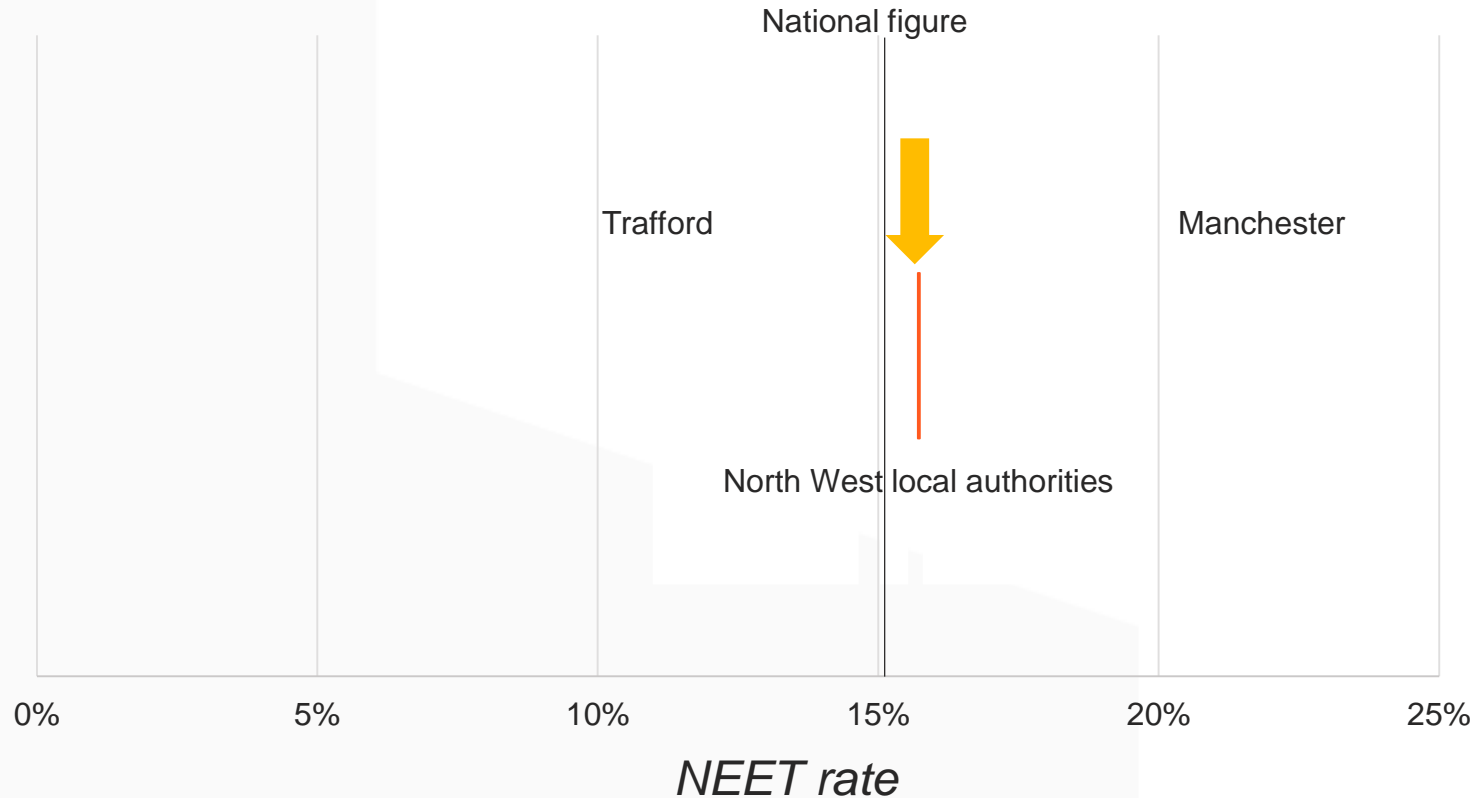 National figure
Trafford
Manchester
North West local authorities
0%
5%
10%
15%
20%
25%
NEET rate